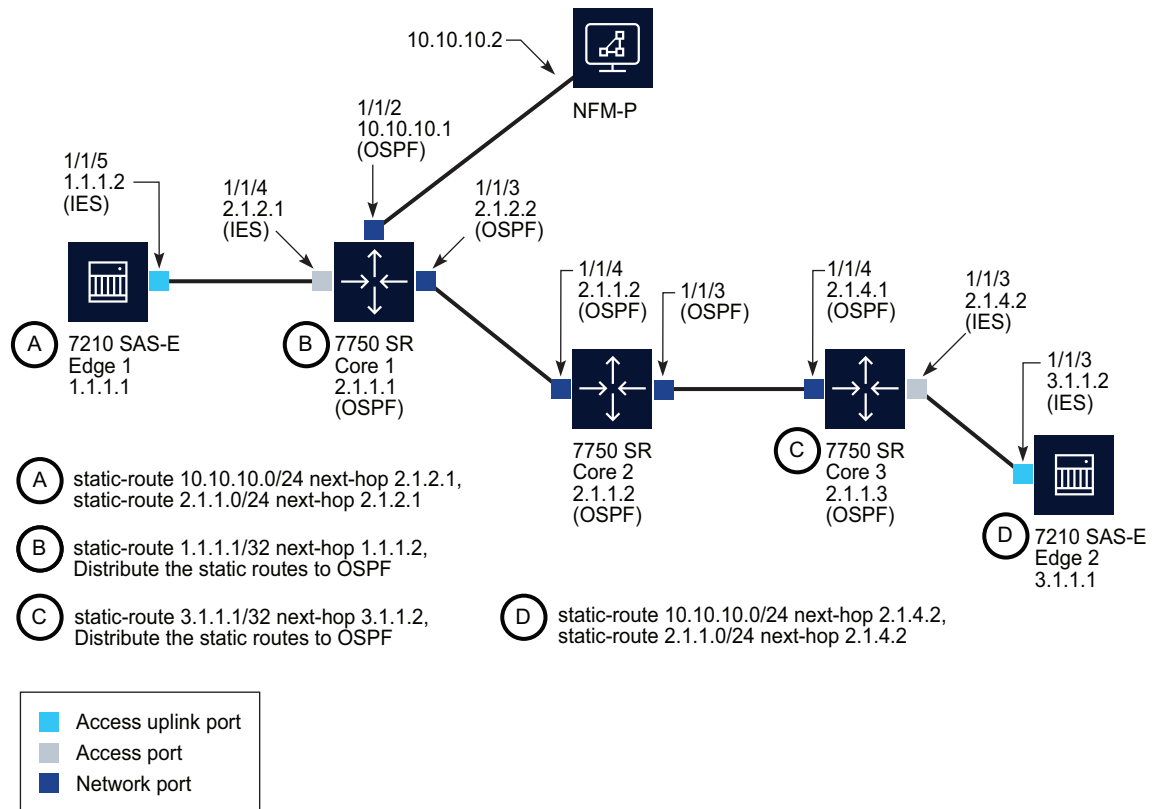 10.10.10.2
NFM-P
1/1/2
10.10.10.1
(OSPF)
1/1/5
1.1.1.2
(IES)
1/1/4
2.1.2.1
(IES)
1/1/3
2.1.2.2
(OSPF)
1/1/4
2.1.1.2
(OSPF)
1/1/3
(OSPF)
1/1/4
2.1.4.1
(OSPF)
1/1/3
2.1.4.2
(IES)
1/1/3
3.1.1.2
(IES)
A
7210 SAS-E
Edge 1
1.1.1.1
B
7750 SR
Core 1
2.1.1.1
(OSPF)
7750 SR
Core 2
2.1.1.2
(OSPF)
C
7750 SR
Core 3
2.1.1.3
(OSPF)
D
7210 SAS-E
Edge 2
3.1.1.1
A
static-route 10.10.10.0/24 next-hop 2.1.2.1,
static-route 2.1.1.0/24 next-hop 2.1.2.1
B
static-route 1.1.1.1/32 next-hop 1.1.1.2,
Distribute the static routes to OSPF
C
static-route 3.1.1.1/32 next-hop 3.1.1.2,
Distribute the static routes to OSPF
D
static-route 10.10.10.0/24 next-hop 2.1.4.2,
static-route 2.1.1.0/24 next-hop 2.1.4.2
Access uplink port
Access port
Network port